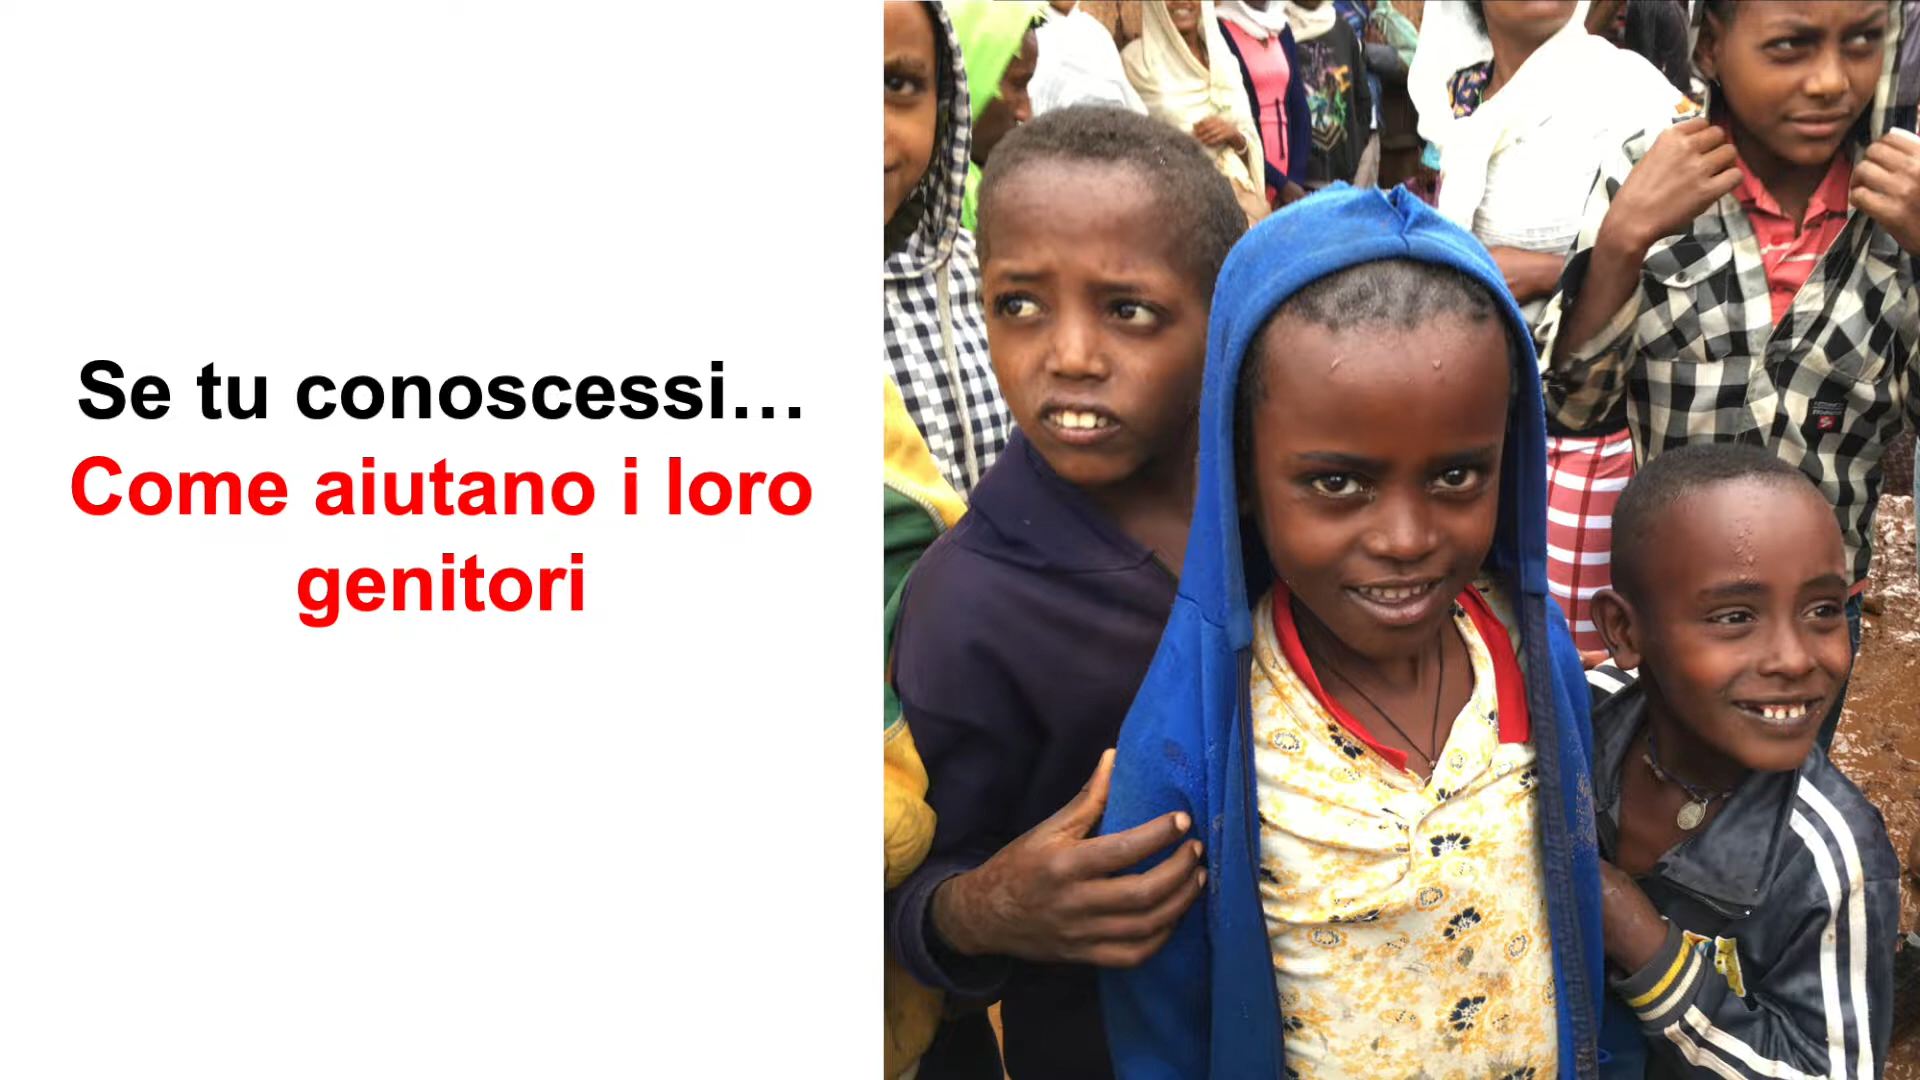 Se tu conoscessi…
Come aiutano i loro
genitori